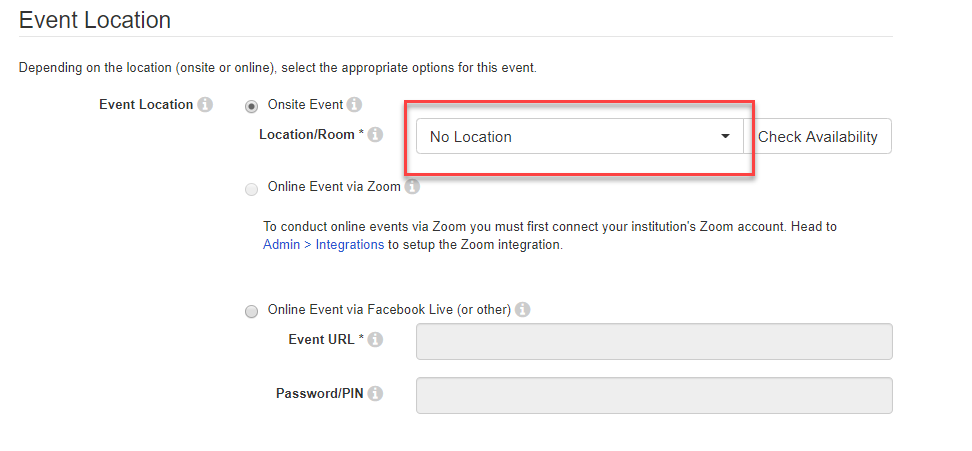 Event Location
Depending on the location (onsite or online), select the appropriate options for this event.
Event Location
Onsite Event
Location/Room *
No Location
Check Availability
Online Event via Zoom
To conduct online events via Zoom you must first connect your institution's Zoom account. Head to
Admin > Integrations to setup the Zoom integration.
Online Event via Facebook Live (or other)
Event URL *
Password/PIN